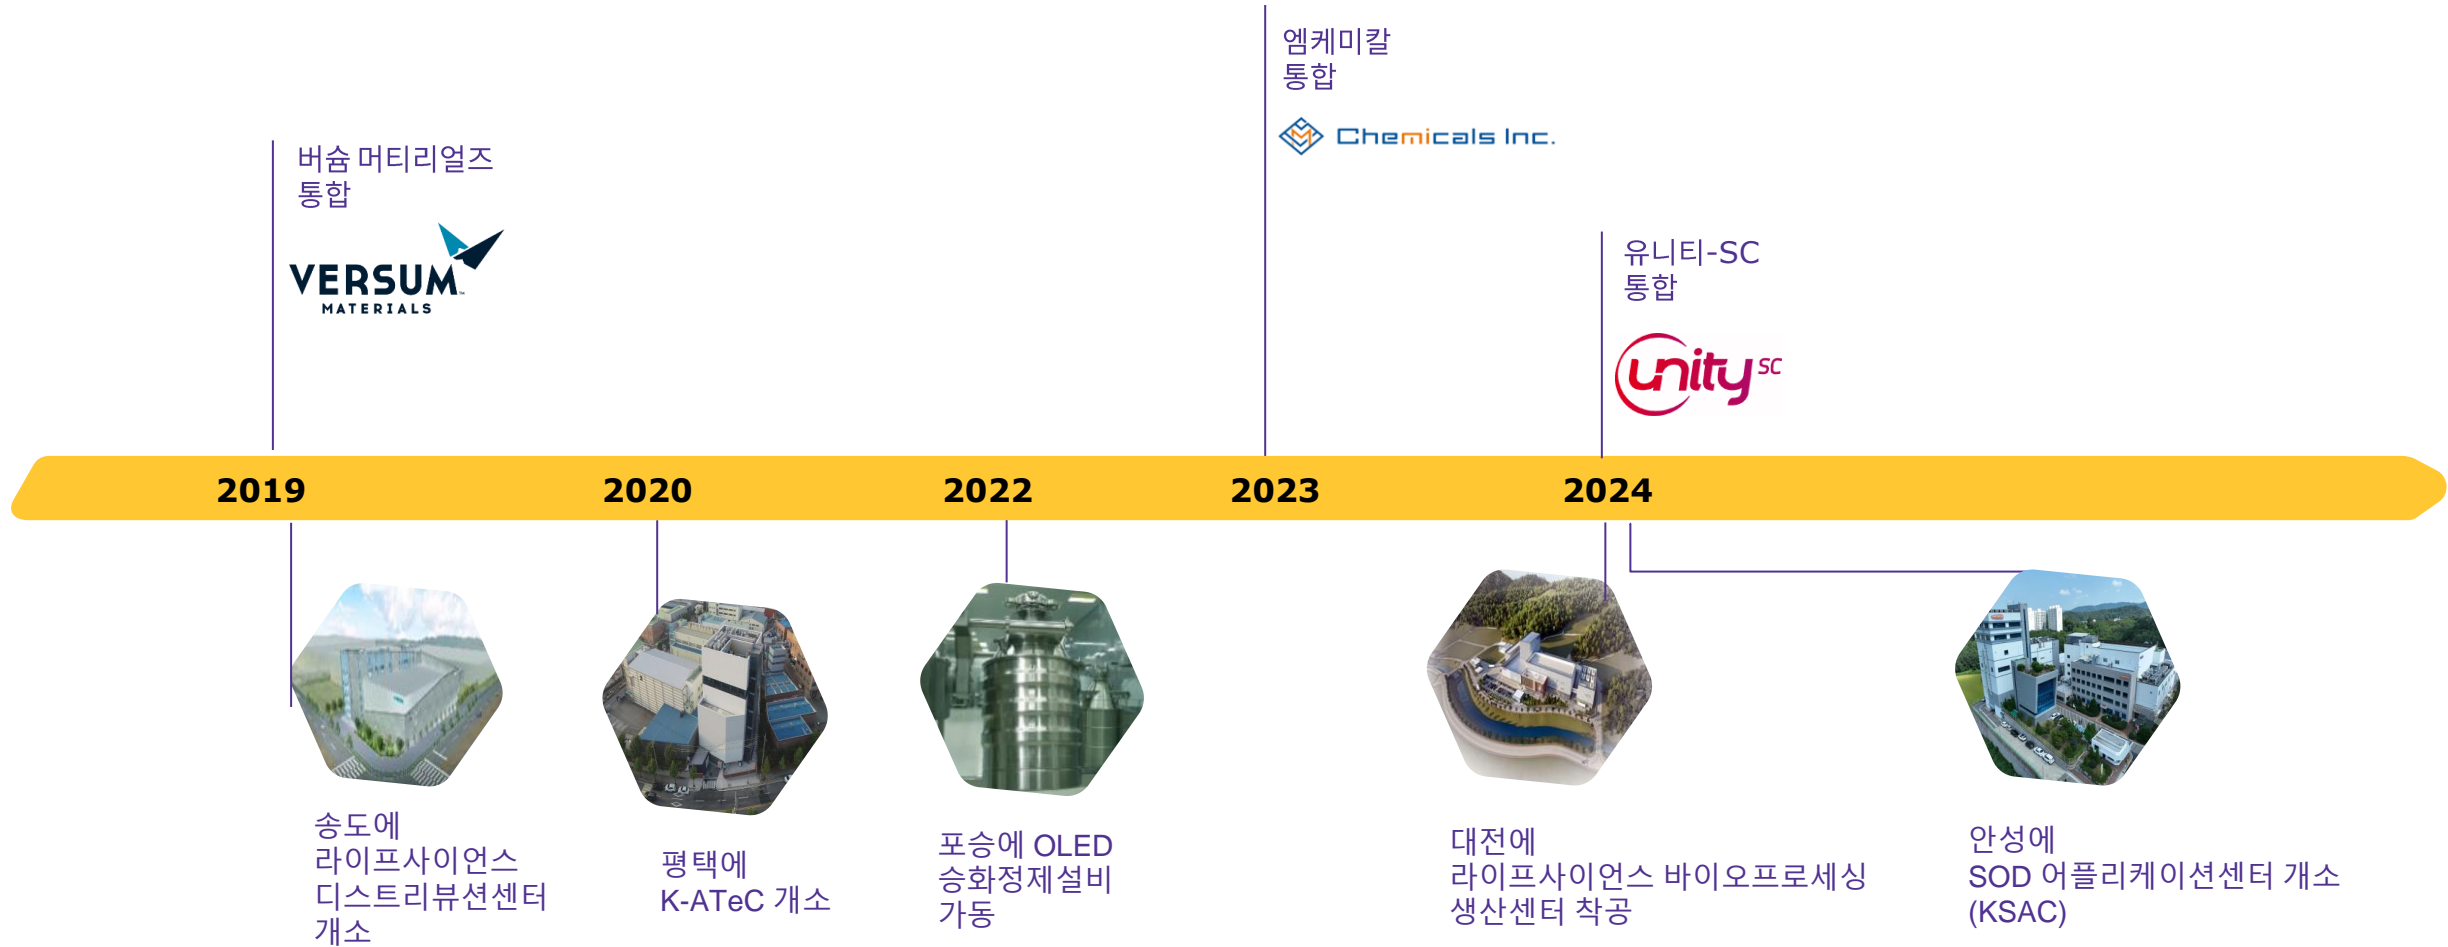 엠케미칼
통합
Chemicals Inc.
버슘 머티리얼즈
통합
VERSUM
MATERIALS
유니티-SC
통합
unity SC
2019
2020
2022
2023
2024
송도에
라이프사이언스
디스트리뷰션센터
개소
평택에
K-ATeC 개소
포승에 OLED
승화정제설비
가동
대전에
라이프사이언스 바이오프로세싱
생산센터 착공
안성에
SOD 어플리케이션센터 개소
(KSAC)